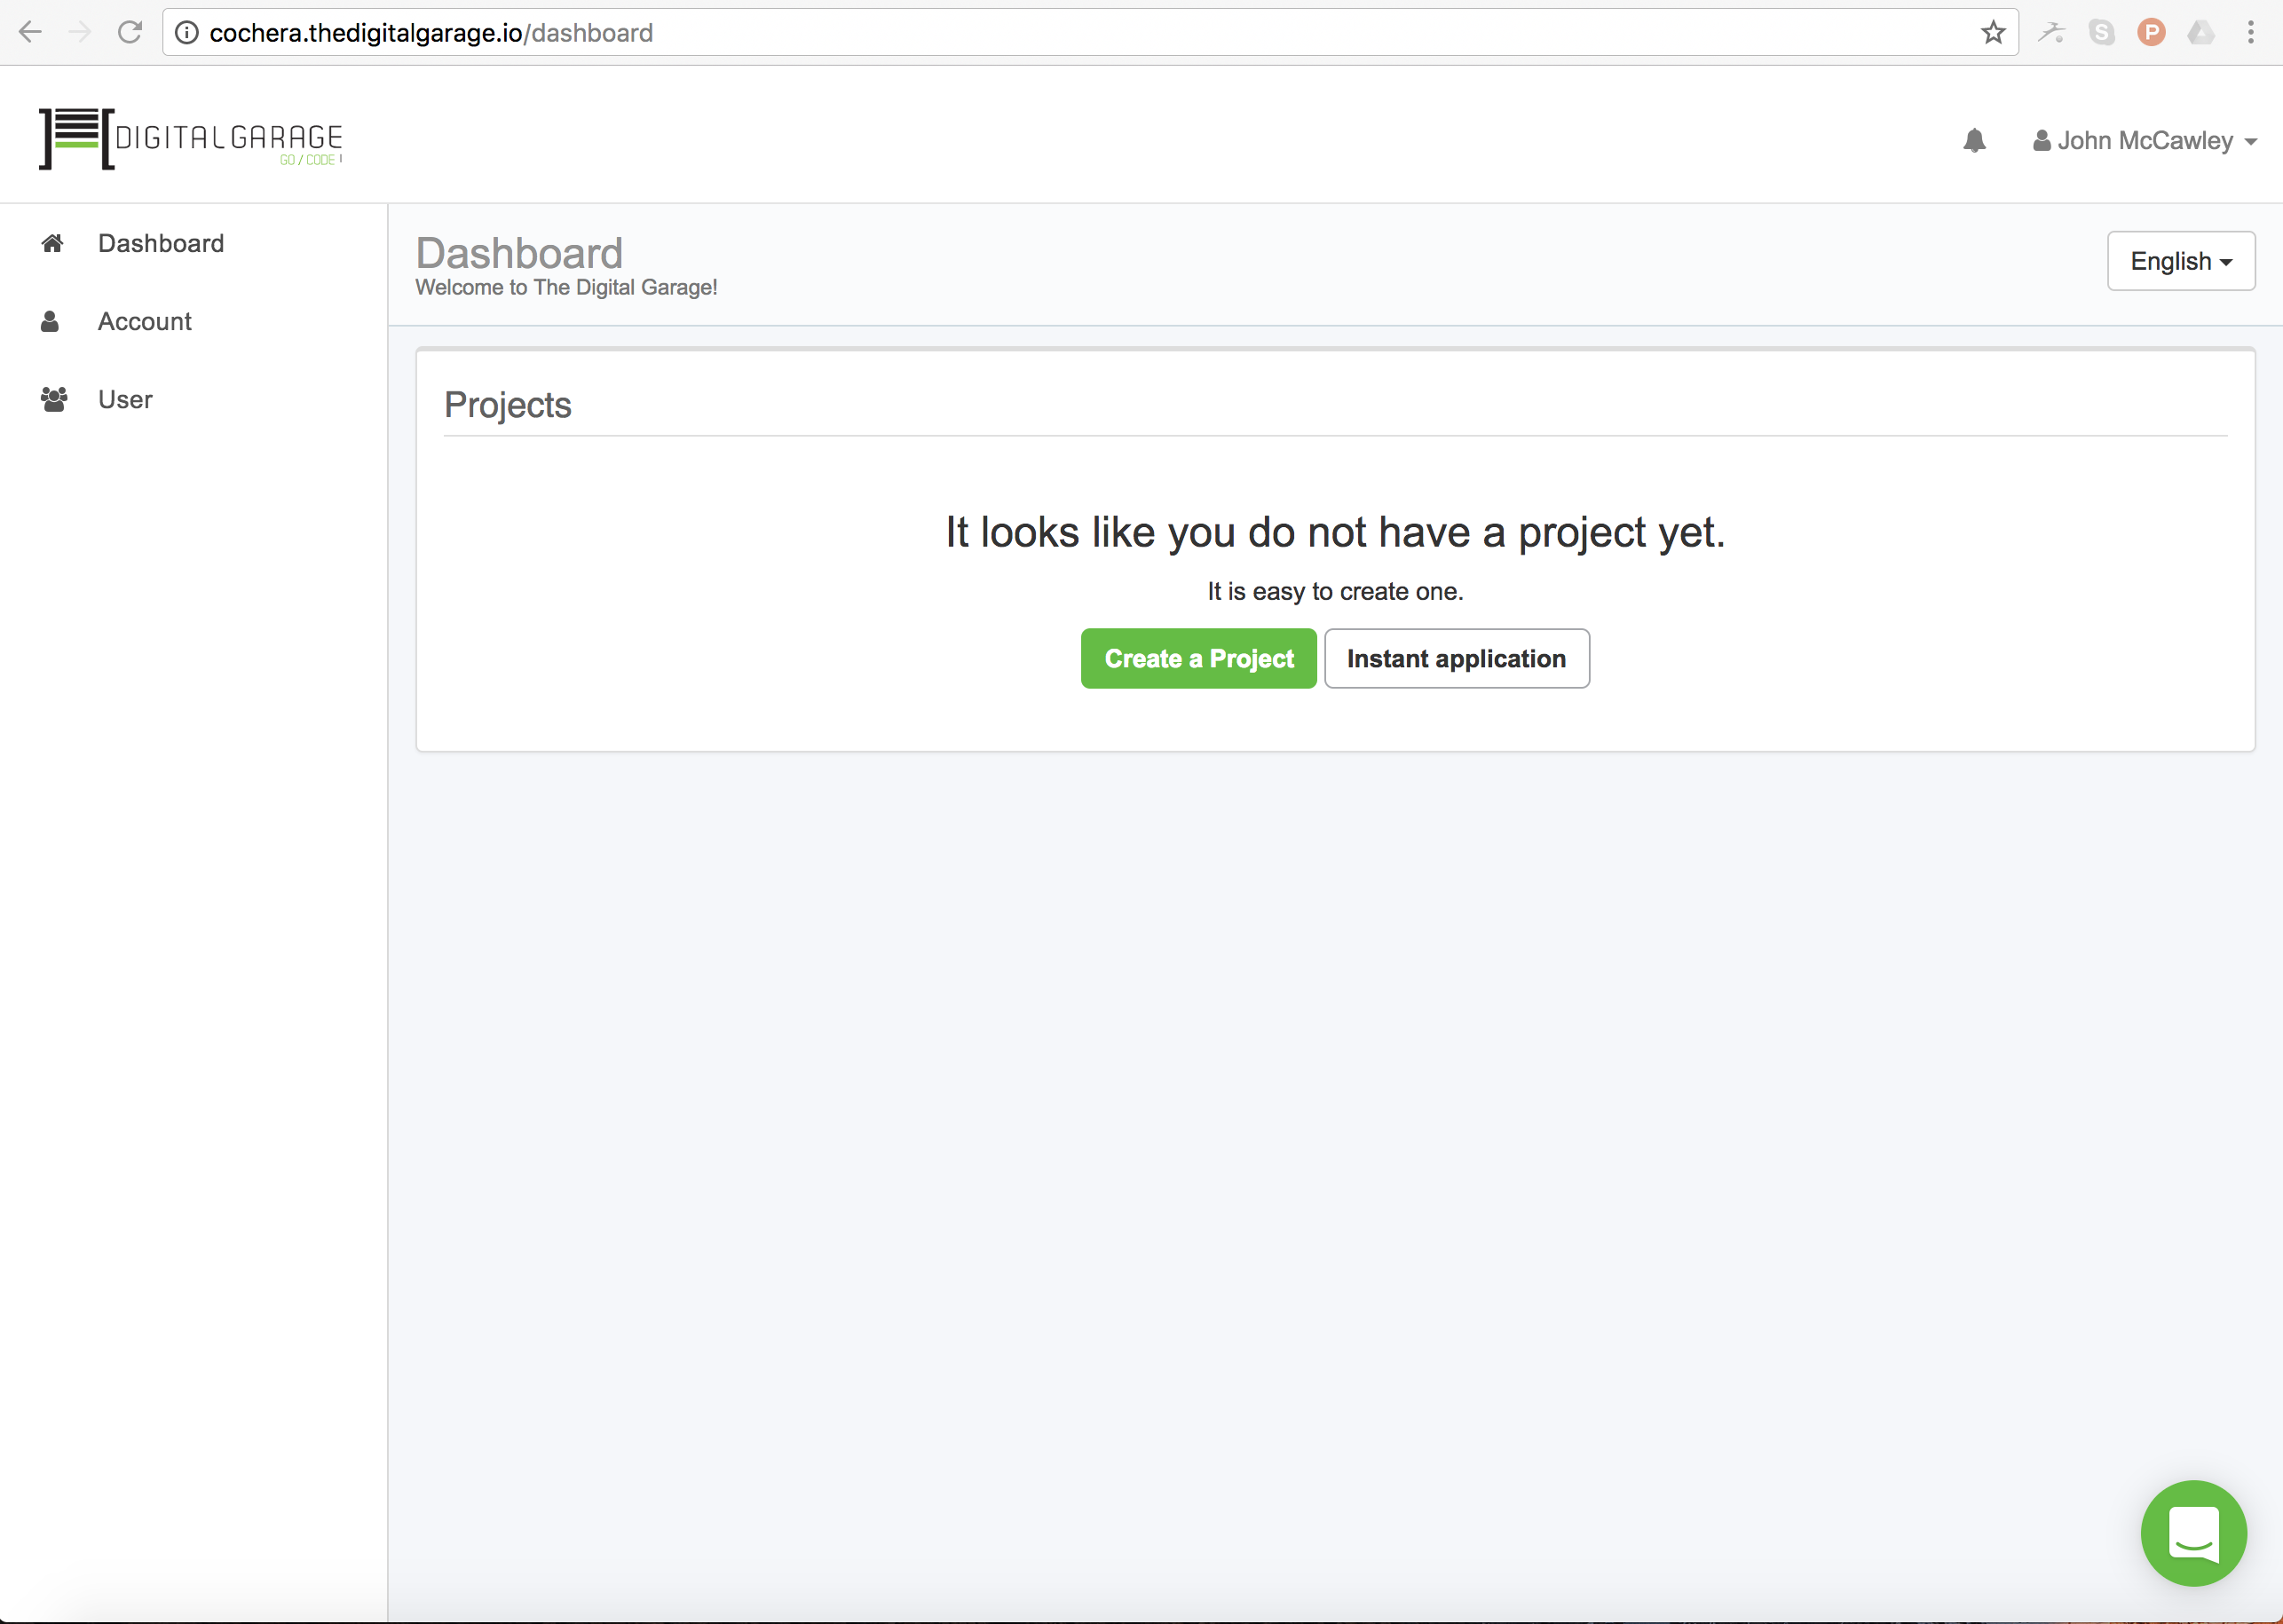 cochera.thedigitalgarage.io/dashboard
S
P
DIGITALGARAGE
GO / CODE
John McCawley
Dashboard
Account
User
Dashboard
Welcome to The Digital Garage!
English
Projects
It looks like you do not have a project yet.
It is easy to create one.
Create a Project
Instant application